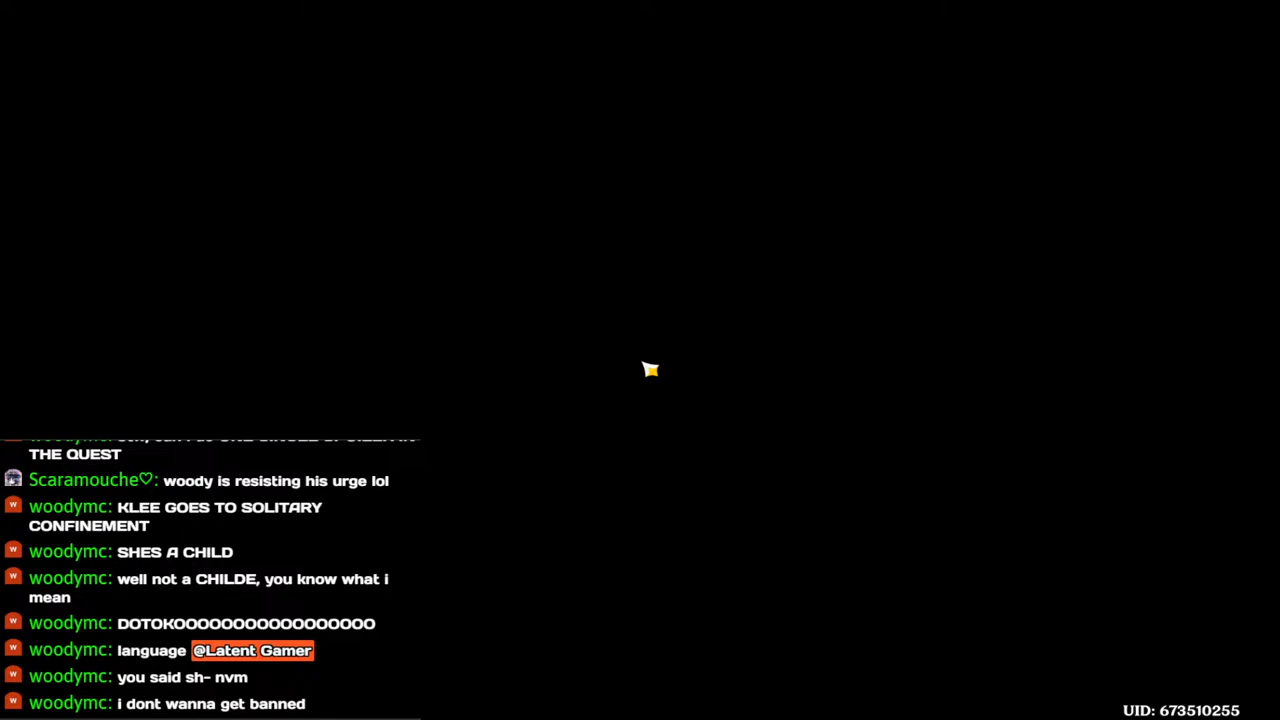 THE QUEST
Scaramouche♡: woody is resisting his urge lol
woodymc: KLEE GOES TO SOLITARY
CONFINEMENT
woodymc: SHES A CHILD
woodymc: well not a CHILDE, you know what i
mean
woodymc: DOTOKOOOOOOOOOOOOOOOOO
woodymc: language @Latent Gamer
woodymc: you said sh- nvm
woodymc: i dont wanna get banned
UID: 673510255